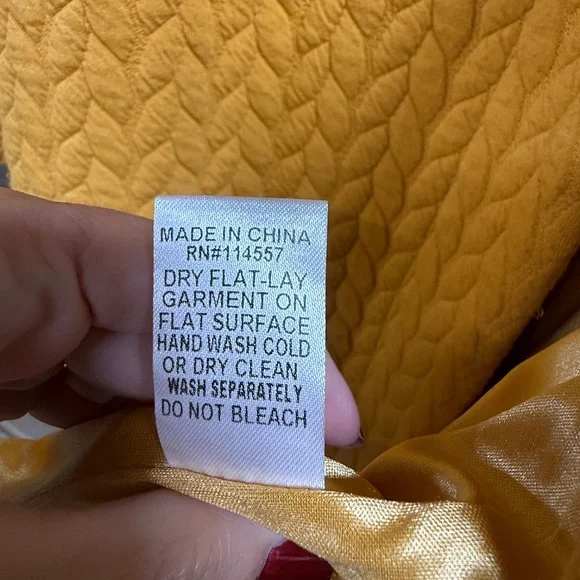 MADE IN CHINA
RN#114557
DRY FLAT-LAY
GARMENT ON
FLAT SURFACE
HAND WASH COLD
OR DRY CLEAN
WASH SEPARATELY
DO NOT BLEACH